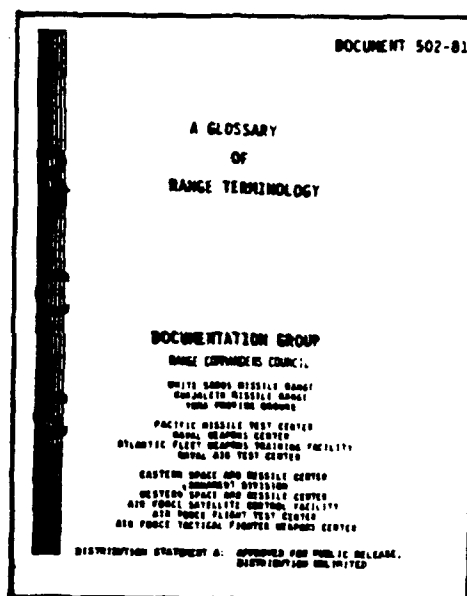 DOCUMENT 502-81
A GLOSSARY
OF
RANGE TERMINOLOGY
DOCUMENTATION GROUP
RANGE COMMANDERS COUNCIL
WHITE SANDS MISSILE RANGE
KWAJALEIN MISSILE RANGE
YUMA PROVING GROUND
PACIFIC MISSILE TEST CENTER
NAVAL WEAPONS CENTER
ATLANTIC FLEET WEAPONS TRAINING FACILITY
NAVAL AIR TEST CENTER
EASTERN SPACE AND MISSILE CENTER
ARMAMENT DIVISION
WESTERN SPACE AND MISSILE CENTER
AIR FORCE SATELLITE CONTROL FACILITY
AIR FORCE FLIGHT TEST CENTER
AIR FORCE TACTICAL FIGHTER WEAPONS CENTER
DISTRIBUTION STATEMENT A: APPROVED FOR PUBLIC RELEASE,
DISTRIBUTION UNLIMITED